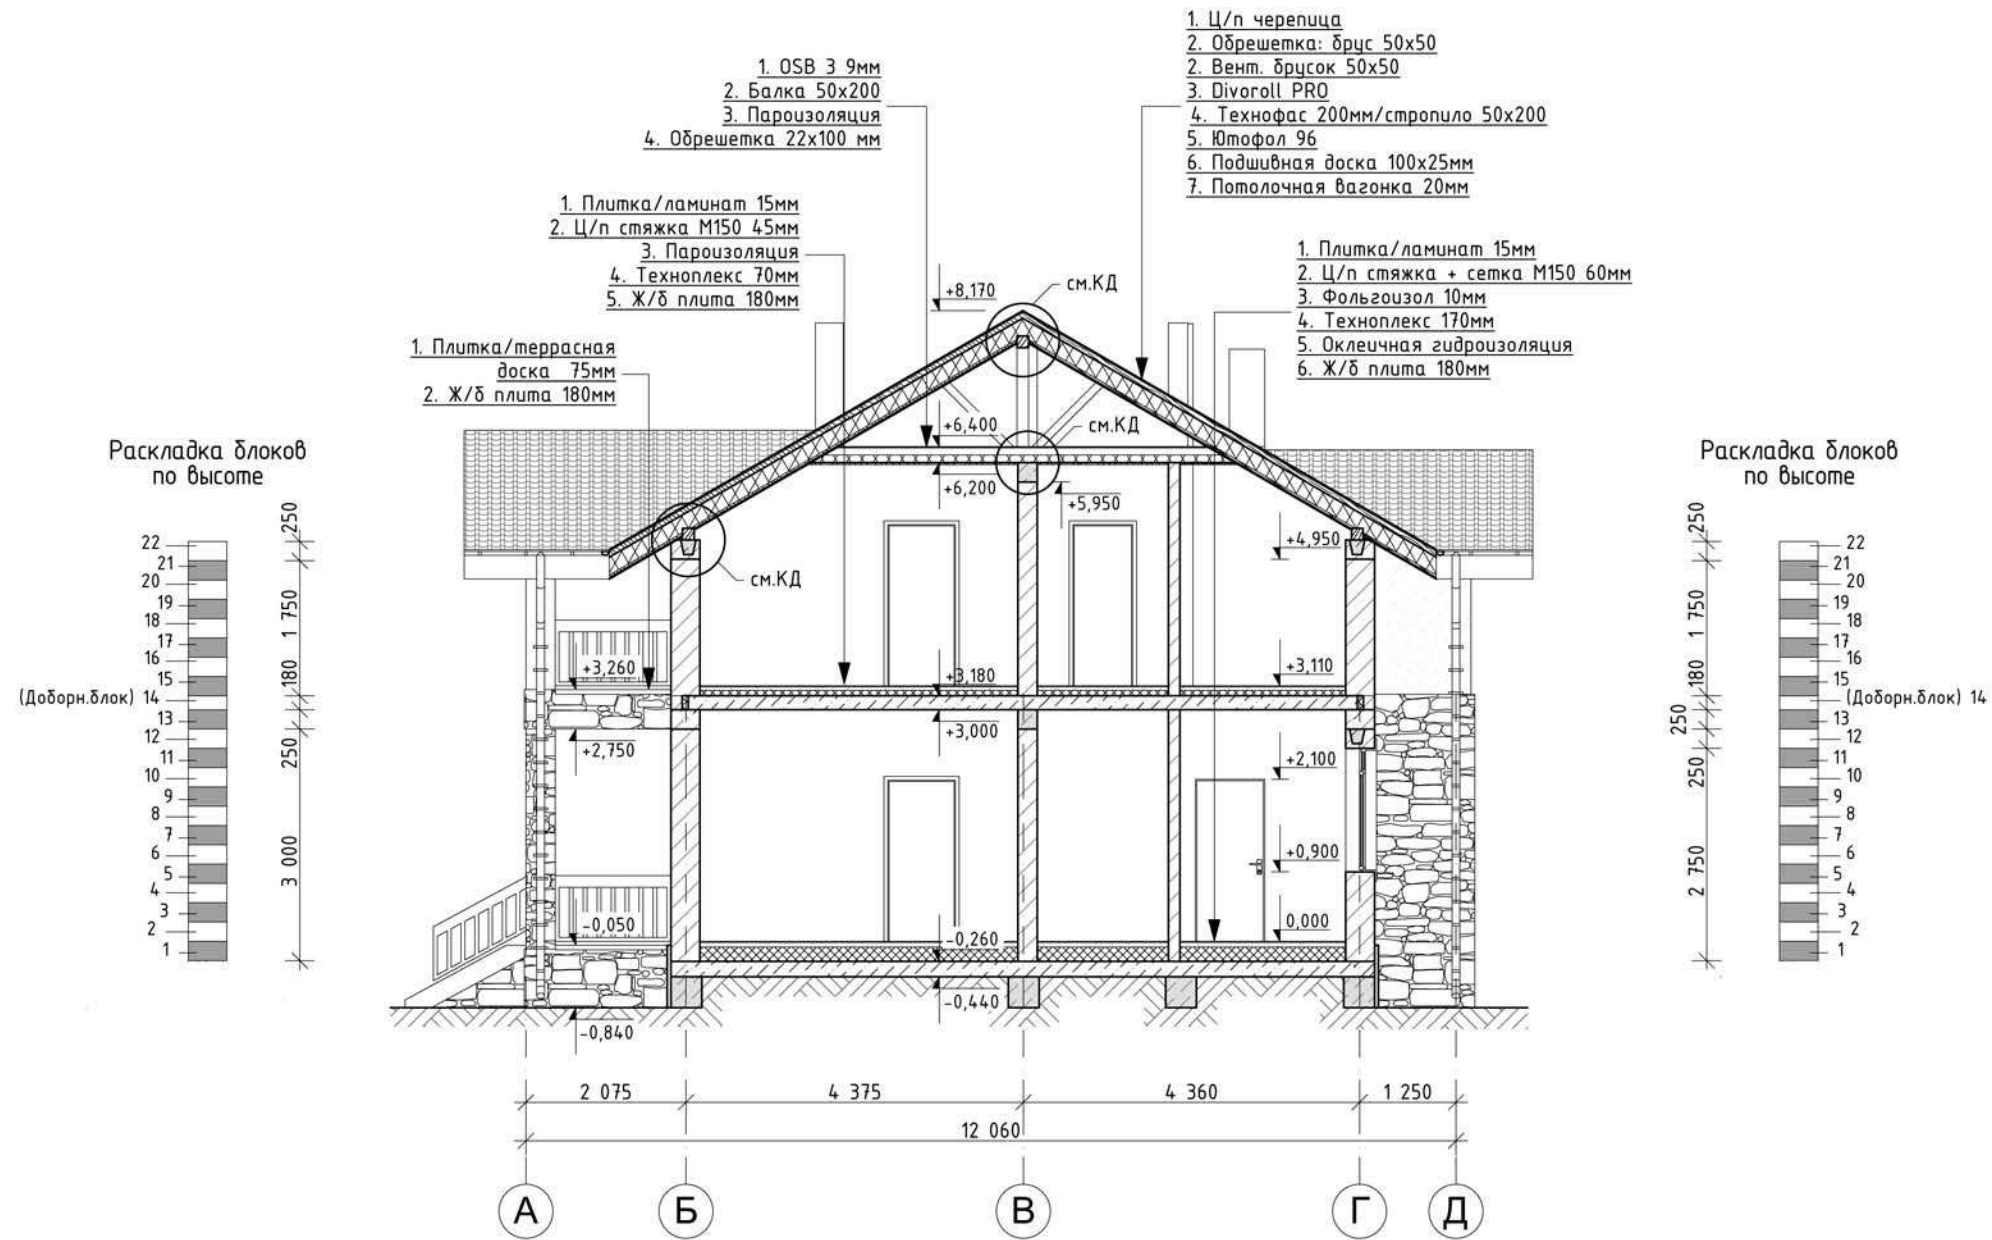 1. Ц/п черепица
2. Обрешетка: брус 50х50
2. Вент. брусок 50х50
3. Divoroll PRO
4. Технофас 200мм/стропило 50х200
5. Ютофол 96
6. Подшивная доска 100х25мм
7. Потолочная вагонка 20мм
1. OSB 3 9мм
2. Балка 50х200
3. Пароизоляция
4. Обрешетка 22х100 мм
1. Плитка/ламинат 15мм
2. Ц/п стяжка М150 45мм
3. Пароизоляция
4. Техноплекс 70мм
5. Ж/б плита 180мм
1. Плитка/ламинат 15мм
2. Ц/п стяжка + сетка М150 60мм
3. Фольгоизол 10мм
4. Техноплекс 170мм
5. Оклеичная гидроизоляция
6. Ж/б плита 180мм
1. Плитка/террасная
доска 75мм
2. Ж/б плита 180мм
+8,170
см.КД
+6,400
см.КД
+6,200
+5,950
+4,950
см.КД
+3,260
+3,180
+3,110
+3,000
+2,750
+2,100
+0,900
0,000
-0,050
-0,260
-0,440
-0,840
Раскладка блоков
по высоте
22
21
20
19
18
17
16
15
(Доборн.блок) 14
13
12
11
10
9
8
7
6
5
4
3
2
1
250
1 750
180
250
3 000
Раскладка блоков
по высоте
250
1 750
180
250
250
2 750
22
21
20
19
18
17
16
15
(Доборн.блок) 14
13
12
11
10
9
8
7
6
5
4
3
2
1
2 075
4 375
4 360
1 250
12 060
А
Б
В
Г
Д